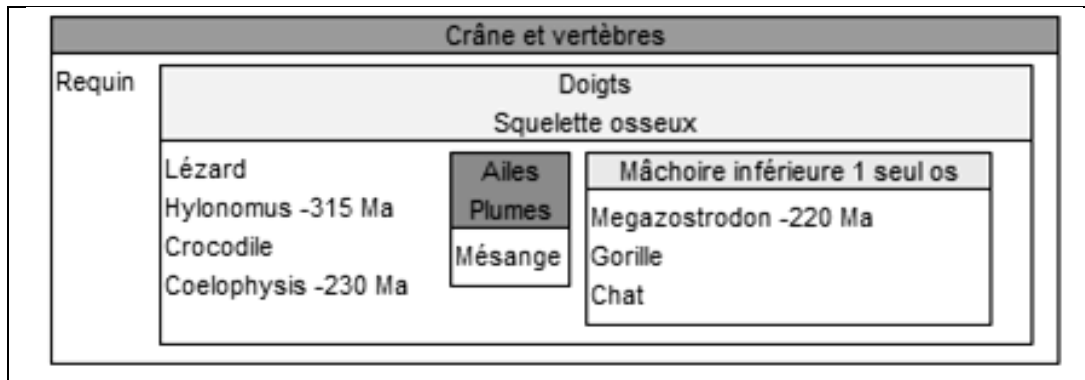 Crâne et vertèbres
Requin
Doigts
Squelette osseux
Lézard
Hylonomus -315 Ma
Crocodile
Coelophysis -230 Ma
Ailes
Plumes
Mésange
Mâchoire inférieure 1 seul os
Megazostrodon -220 Ma
Gorille
Chat